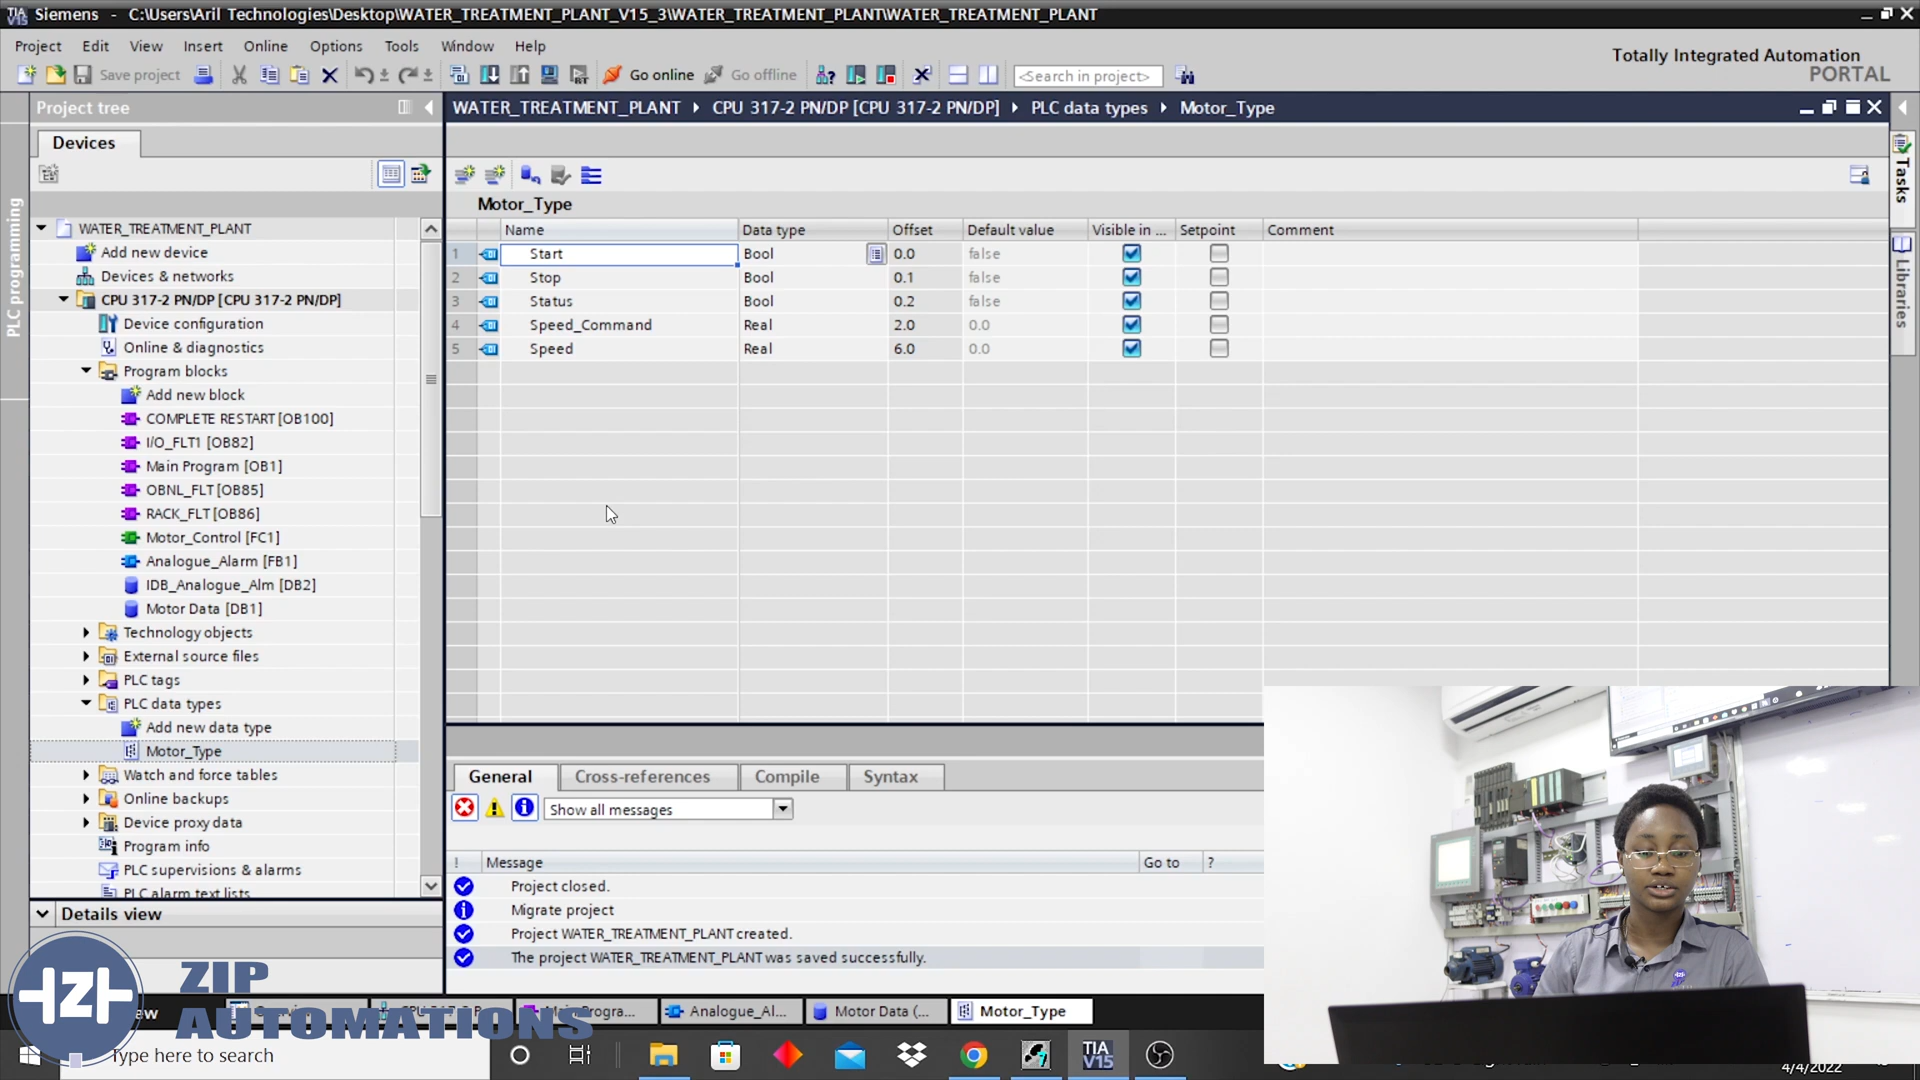 Siemens - C:\Users\Aril Technologies\Desktop\WATER_TREATMENT_PLANT_V15_3\WATER_TREATMENT_PLANT\WATER_TREATMENT_PLANT
Project Edit View Insert Online Options Tools Window Help
Totally Integrated Automation
PORTAL
Save project Go online Go offline <Search in project>
Project tree
WATER_TREATMENT_PLANT CPU 317-2 PN/DP [CPU 317-2 PN/DP] PLC data types Motor_Type
Devices
PLC programming
Tasks
Libraries
Motor_Type
Name Data type Offset Default value Visible in ... Setpoint Comment
1 Start Bool 0.0 false
2 Stop Bool 0.1 false
3 Status Bool 0.2 false
4 Speed_Command Real 2.0 0.0
5 Speed Real 6.0 0.0
WATER_TREATMENT_PLANT
Add new device
Devices & networks
CPU 317-2 PN/DP [CPU 317-2 PN/DP]
Device configuration
Online & diagnostics
Program blocks
Add new block
COMPLETE RESTART [OB100]
I/O_FLT1 [OB82]
Main Program [OB1]
OBNL_FLT [OB85]
RACK_FLT [OB86]
Motor_Control [FC1]
Analogue_Alarm [FB1]
IDB_Analogue_Alm [DB2]
Motor Data [DB1]
Technology objects
External source files
PLC tags
PLC data types
Add new data type
Motor_Type
Watch and force tables
Online backups
Device proxy data
Program info
PLC supervisions & alarms
PLC alarm text lists
Details view
General Cross-references Compile Syntax
Show all messages
! Message Go to ?
Project closed.
Migrate project
Project WATER_TREATMENT_PLANT created.
The project WATER_TREATMENT_PLANT was saved successfully.
ZIP
AUTOMATIONS
Analogue_Al... Motor Data (... Motor_Type
Type here to search
TIA
V15
4/4/2022